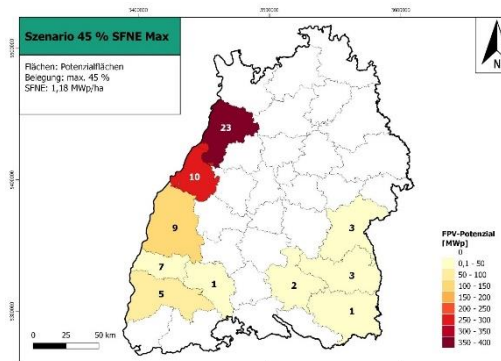 Szenario 45 % SFNE Max
Flächen: Potenzialflächen
Belegung: max. 45 %
SFNE: 1,18 MWp/ha
N
23
10
9
3
7
3
5
1
2
1
FPV-Potenzial
[MWp]
0
0,1 - 50
50 - 100
100 - 150
150 - 200
200 - 250
250 - 300
300 - 350
350 - 400
0
25
50 km